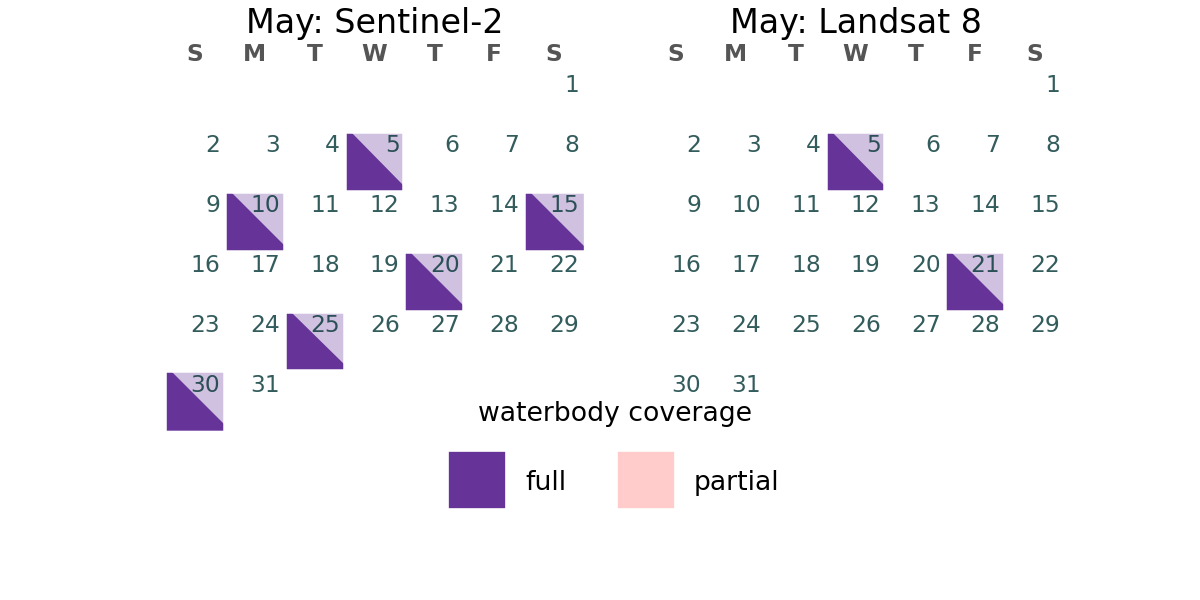 May: Sentinel-2
S M T W T F S
1
2 3 4 5 6 7 8
9 10 11 12 13 14 15
16 17 18 19 20 21 22
23 24 25 26 27 28 29
30 31
May: Landsat 8
S M T W T F S
1
2 3 4 5 6 7 8
9 10 11 12 13 14 15
16 17 18 19 20 21 22
23 24 25 26 27 28 29
30 31
waterbody coverage
full partial